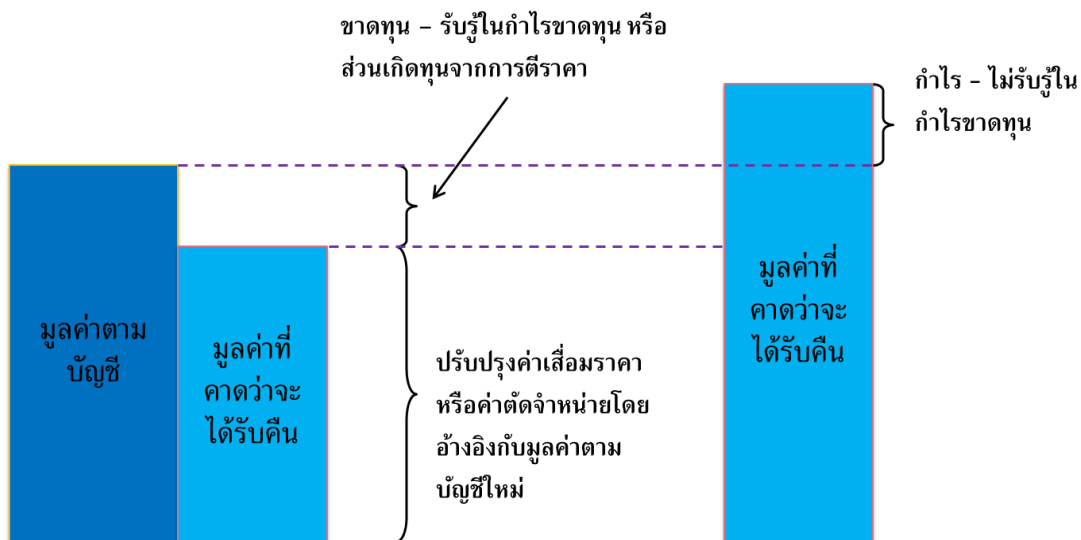 ขาดทุน – รับรู้ในกำไรขาดทุน หรือ
ส่วนเกิดทุนจากการตีราคา
กำไร – ไม่รับรู้ใน
กำไรขาดทุน
มูลค่าตาม
บัญชี
มูลค่าที่
คาดว่าจะ
ได้รับคืน
ปรับปรุงค่าเสื่อมราคา
หรือค่าตัดจำหน่ายโดย
อ้างอิงกับมูลค่าตาม
บัญชีใหม่
มูลค่าที่
คาดว่าจะ
ได้รับคืน